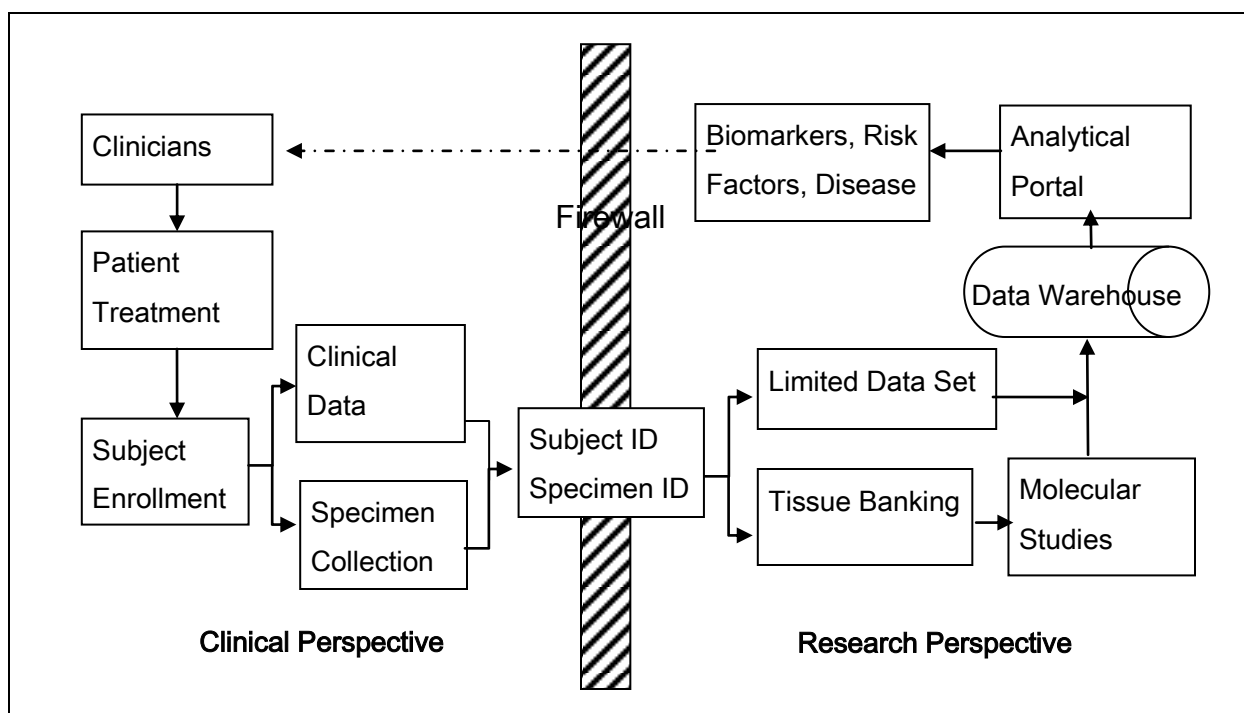 Clinicians
Patient
Treatment
Subject
Enrollment
Clinical
Data
Specimen
Collection
Clinical Perspective
Firewall
Subject ID
Specimen ID
Biomarkers, Risk
Factors, Disease
Analytical
Portal
Data Warehouse
Limited Data Set
Tissue Banking
Molecular
Studies
Research Perspective